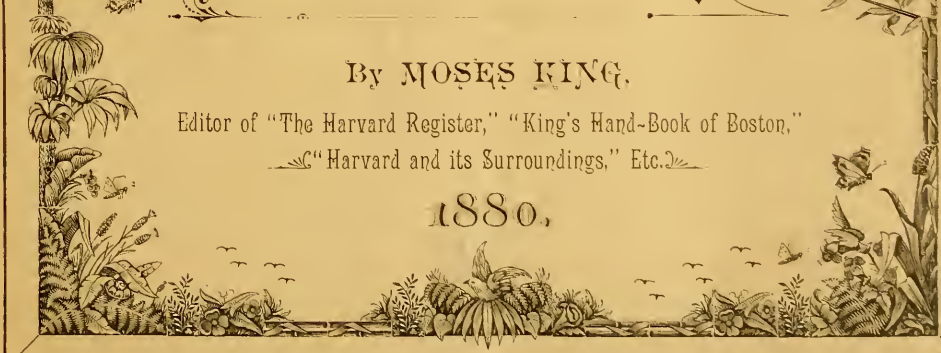 By MOSES KING,
Editor of "The Harvard Register," "King's Hand-Book of Boston,"
"Harvard and its Surroundings," Etc.
1880.